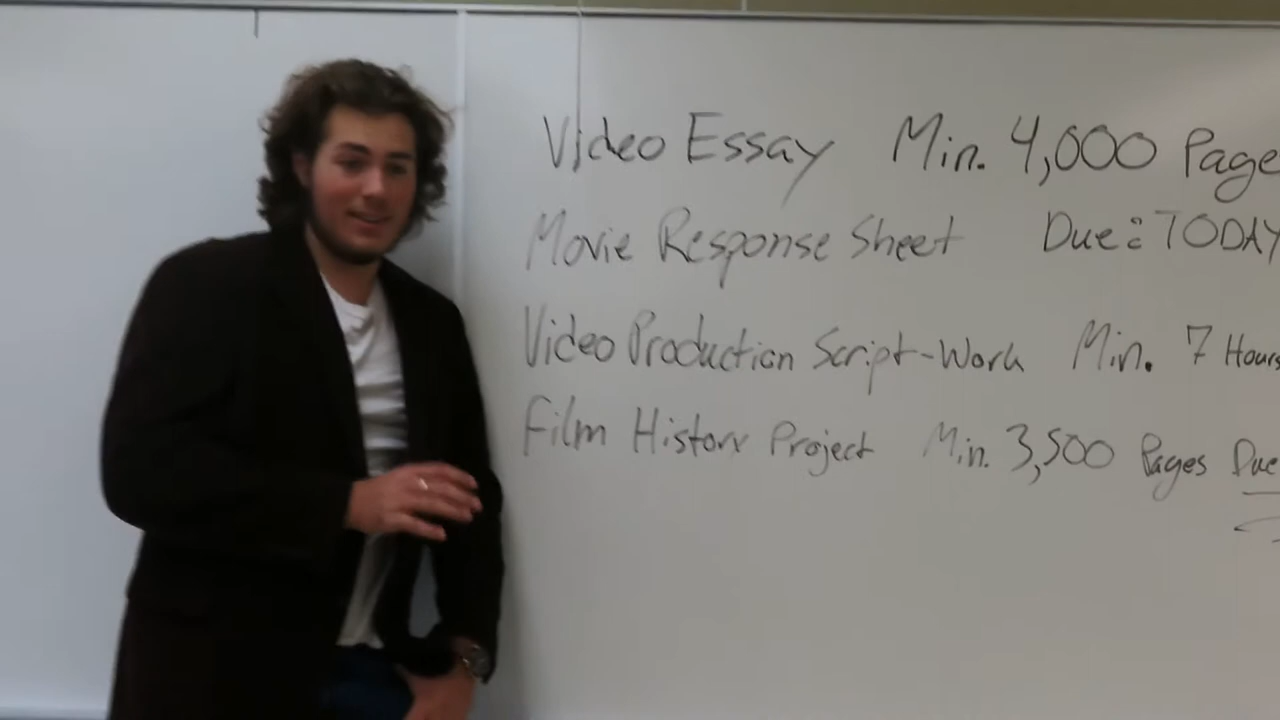 Video Essay Min. 4,000 Page
Movie Response Sheet Due: TODAY
Video Production Script-Work Min. 7 Hours
Film History Project Min. 3,500 Pages Due